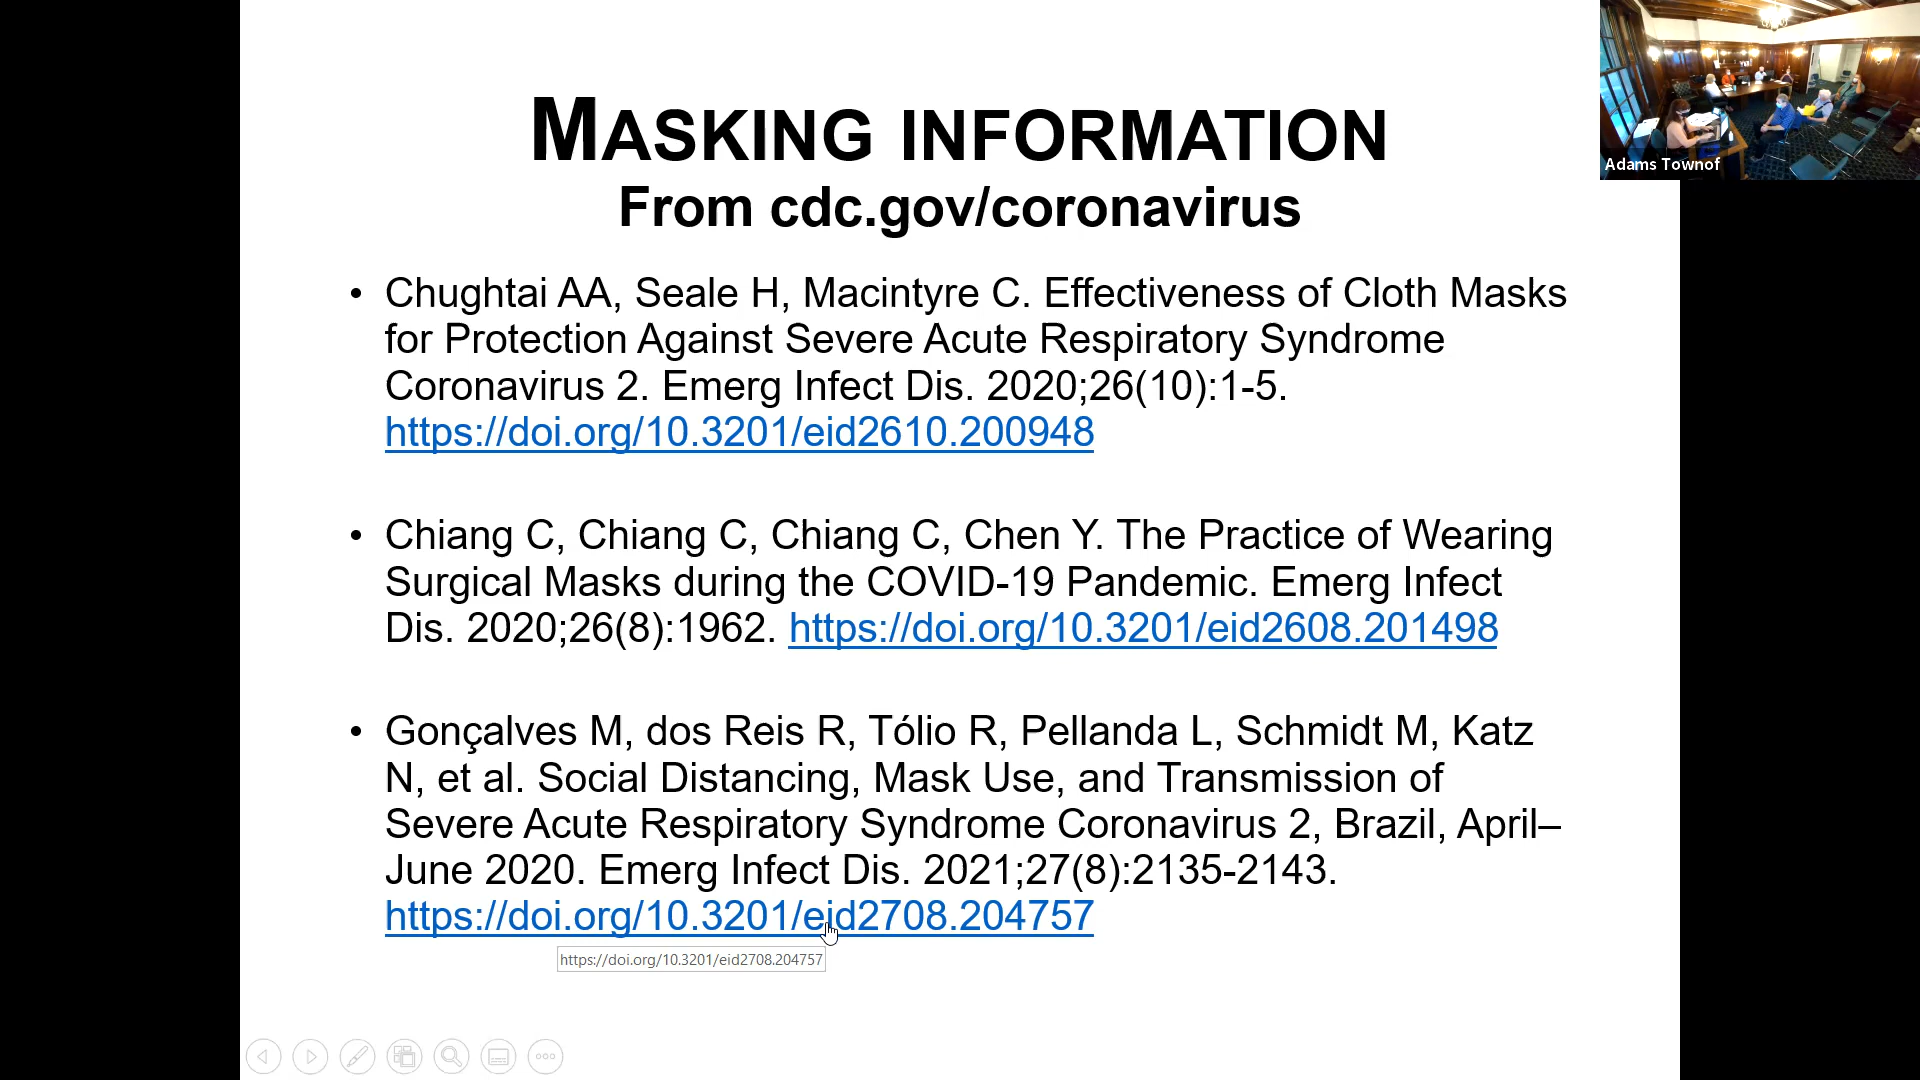 MASKING INFORMATION
From cdc.gov/coronavirus
Adams Townof
• Chughtai AA, Seale H, Macintyre C. Effectiveness of Cloth Masks
for Protection Against Severe Acute Respiratory Syndrome
Coronavirus 2. Emerg Infect Dis. 2020;26(10):1-5.
https://doi.org/10.3201/eid2610.200948
• Chiang C, Chiang C, Chiang C, Chen Y. The Practice of Wearing
Surgical Masks during the COVID-19 Pandemic. Emerg Infect
Dis. 2020;26(8):1962. https://doi.org/10.3201/eid2608.201498
• Gonçalves M, dos Reis R, Tólio R, Pellanda L, Schmidt M, Katz
N, et al. Social Distancing, Mask Use, and Transmission of
Severe Acute Respiratory Syndrome Coronavirus 2, Brazil, April–
June 2020. Emerg Infect Dis. 2021;27(8):2135-2143.
https://doi.org/10.3201/eid2708.204757
https://doi.org/10.3201/eid2708.204757